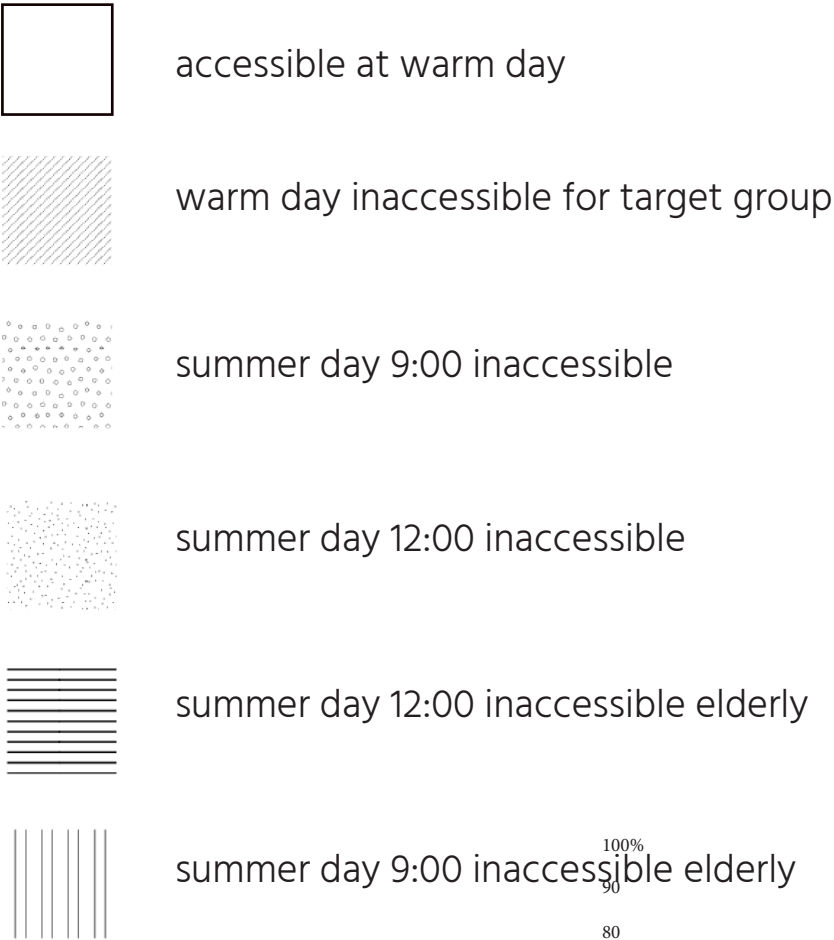 accessible at warm day
warm day inaccessible for target group
summer day 9:00 inaccessible
summer day 12:00 inaccessible
summer day 12:00 inaccessible elderly
100%
summer day 9:00 inaccessible elderly
90
80